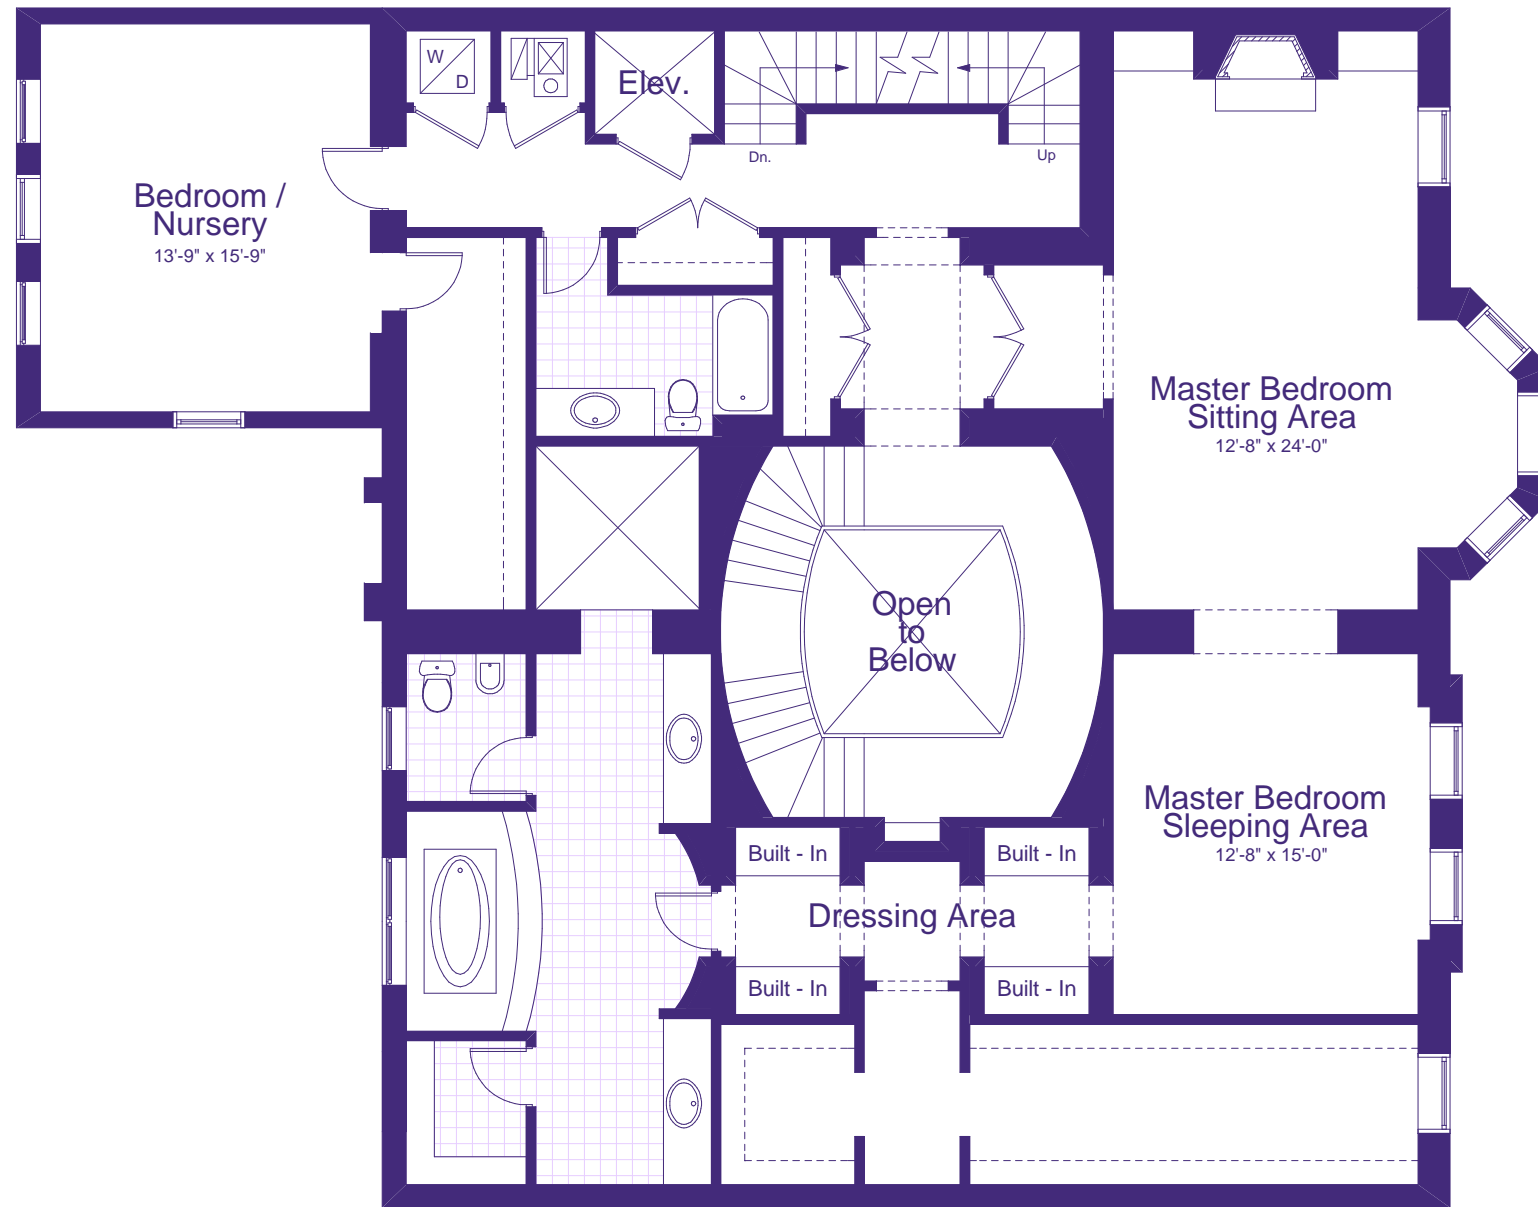 W
D
Elev.
Dn.
Up
Bedroom /
Nursery
13'-9" x 15'-9"
Master Bedroom
Sitting Area
12'-8" x 24'-0"
Open
to
Below
Master Bedroom
Sleeping Area
12'-8" x 15'-0"
Built - In
Built - In
Dressing Area
Built - In
Built - In